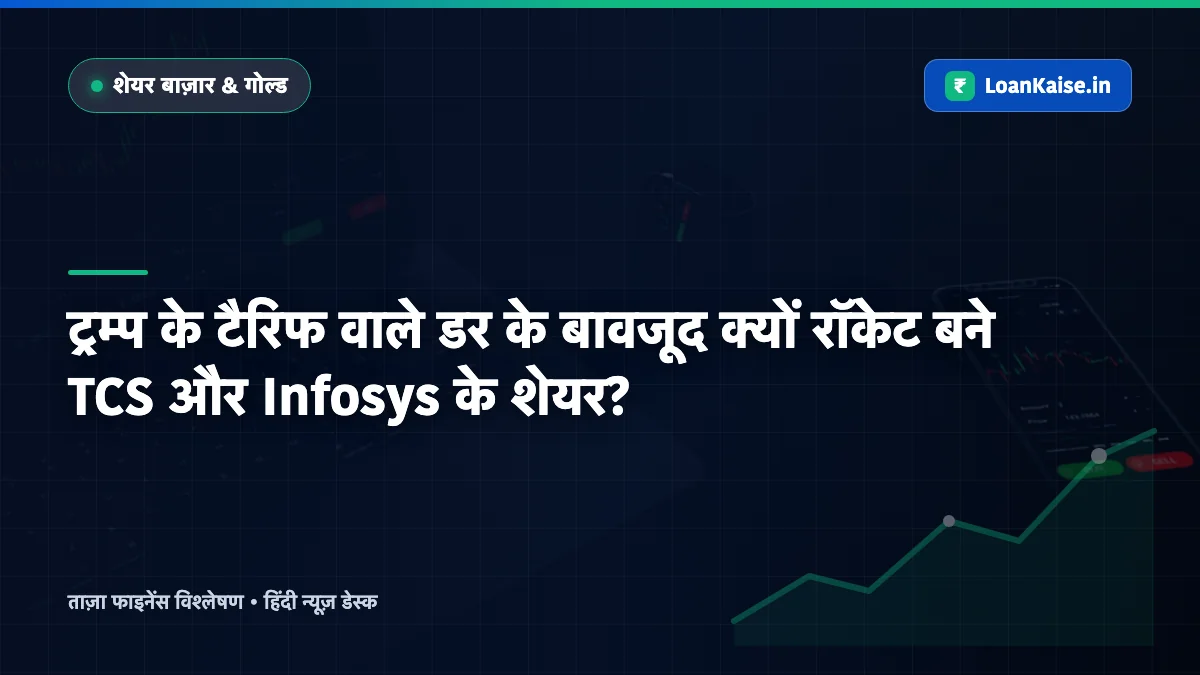 शेयर बाज़ार & गोल्ड
₹ LoanKaise.in
ट्रम्प के टैरिफ वाले डर के बावजूद क्यों रॉकेट बने
TCS और Infosys के शेयर?
ताज़ा फाइनेंस विश्लेषण • हिंदी न्यूज़ डेस्क